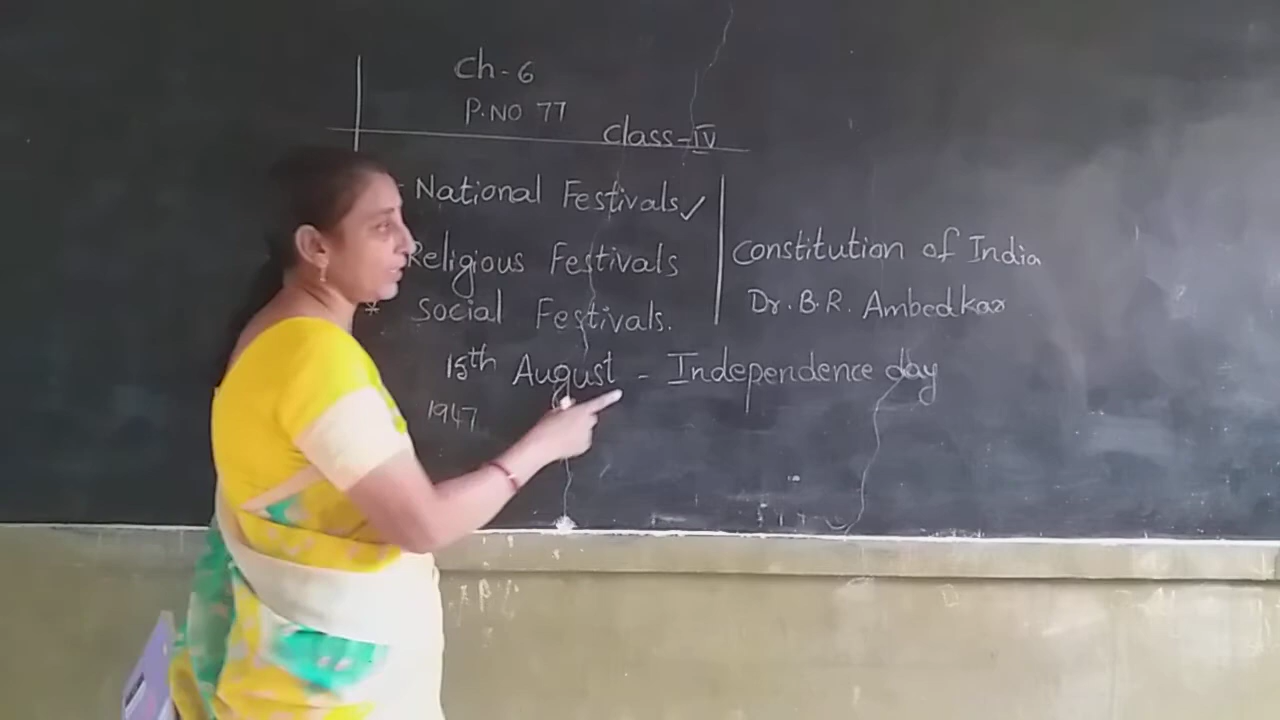 Ch-6
P.NO 77
Class-IV
National Festivals ✓
Religious Festivals
* Social Festivals.
Constitution of India
Dr. B.R. Ambedkar
15th August - Independence day
1947